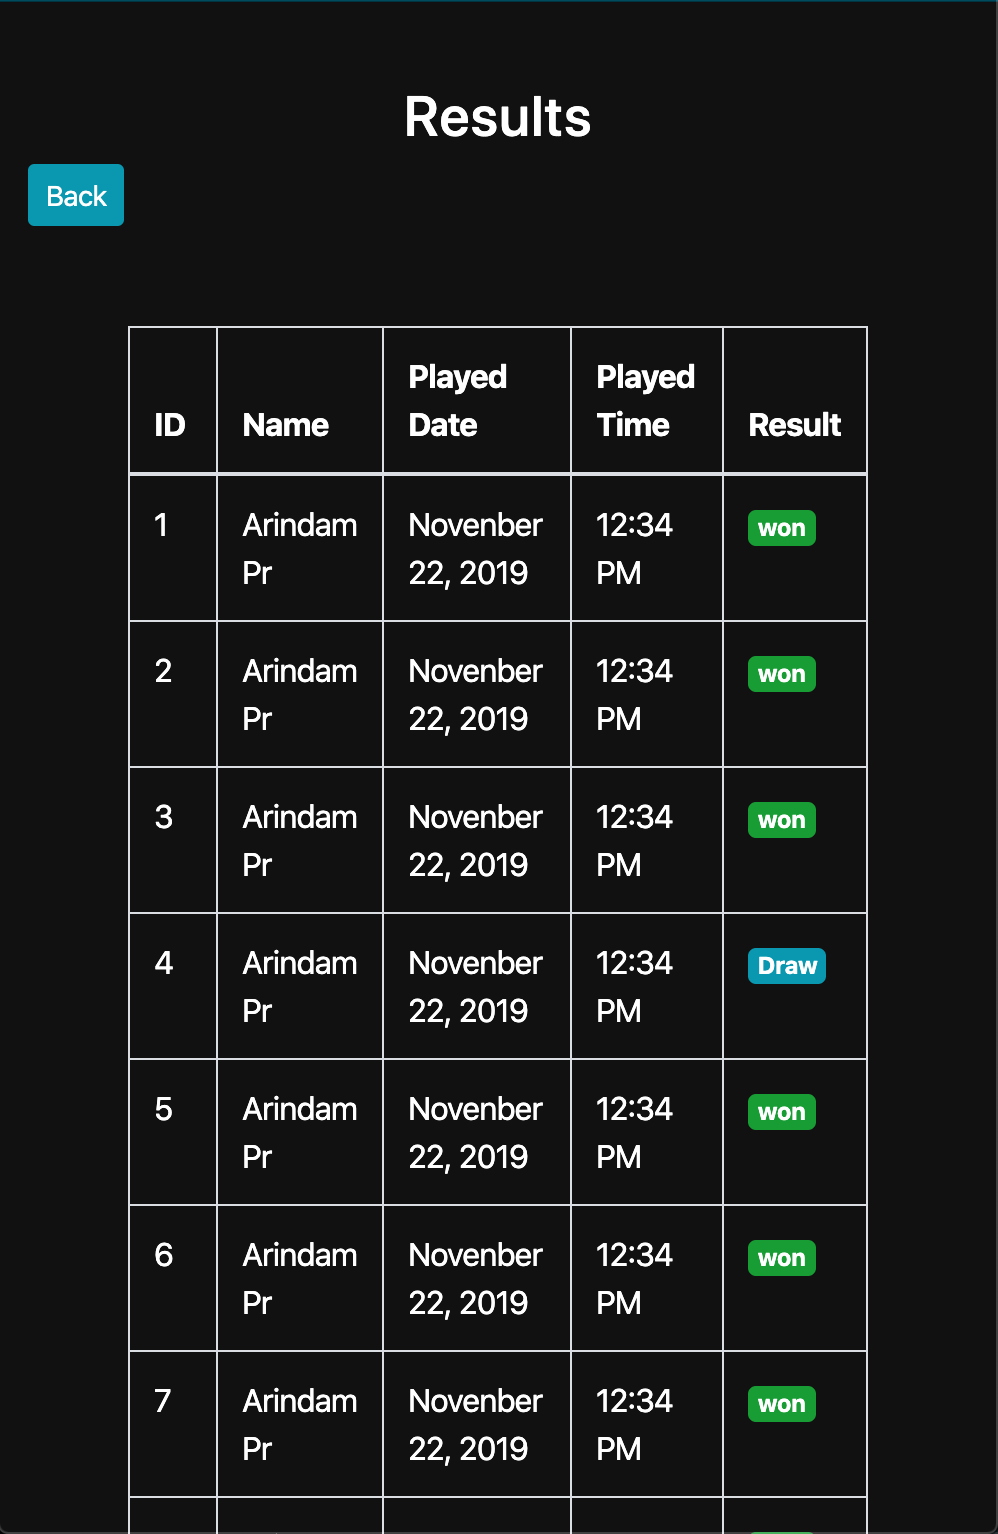 Results
Back
ID Name Played Date Played Time Result
1 Arindam Pr Novenber 22, 2019 12:34 PM won
2 Arindam Pr Novenber 22, 2019 12:34 PM won
3 Arindam Pr Novenber 22, 2019 12:34 PM won
4 Arindam Pr Novenber 22, 2019 12:34 PM Draw
5 Arindam Pr Novenber 22, 2019 12:34 PM won
6 Arindam Pr Novenber 22, 2019 12:34 PM won
7 Arindam Pr Novenber 22, 2019 12:34 PM won